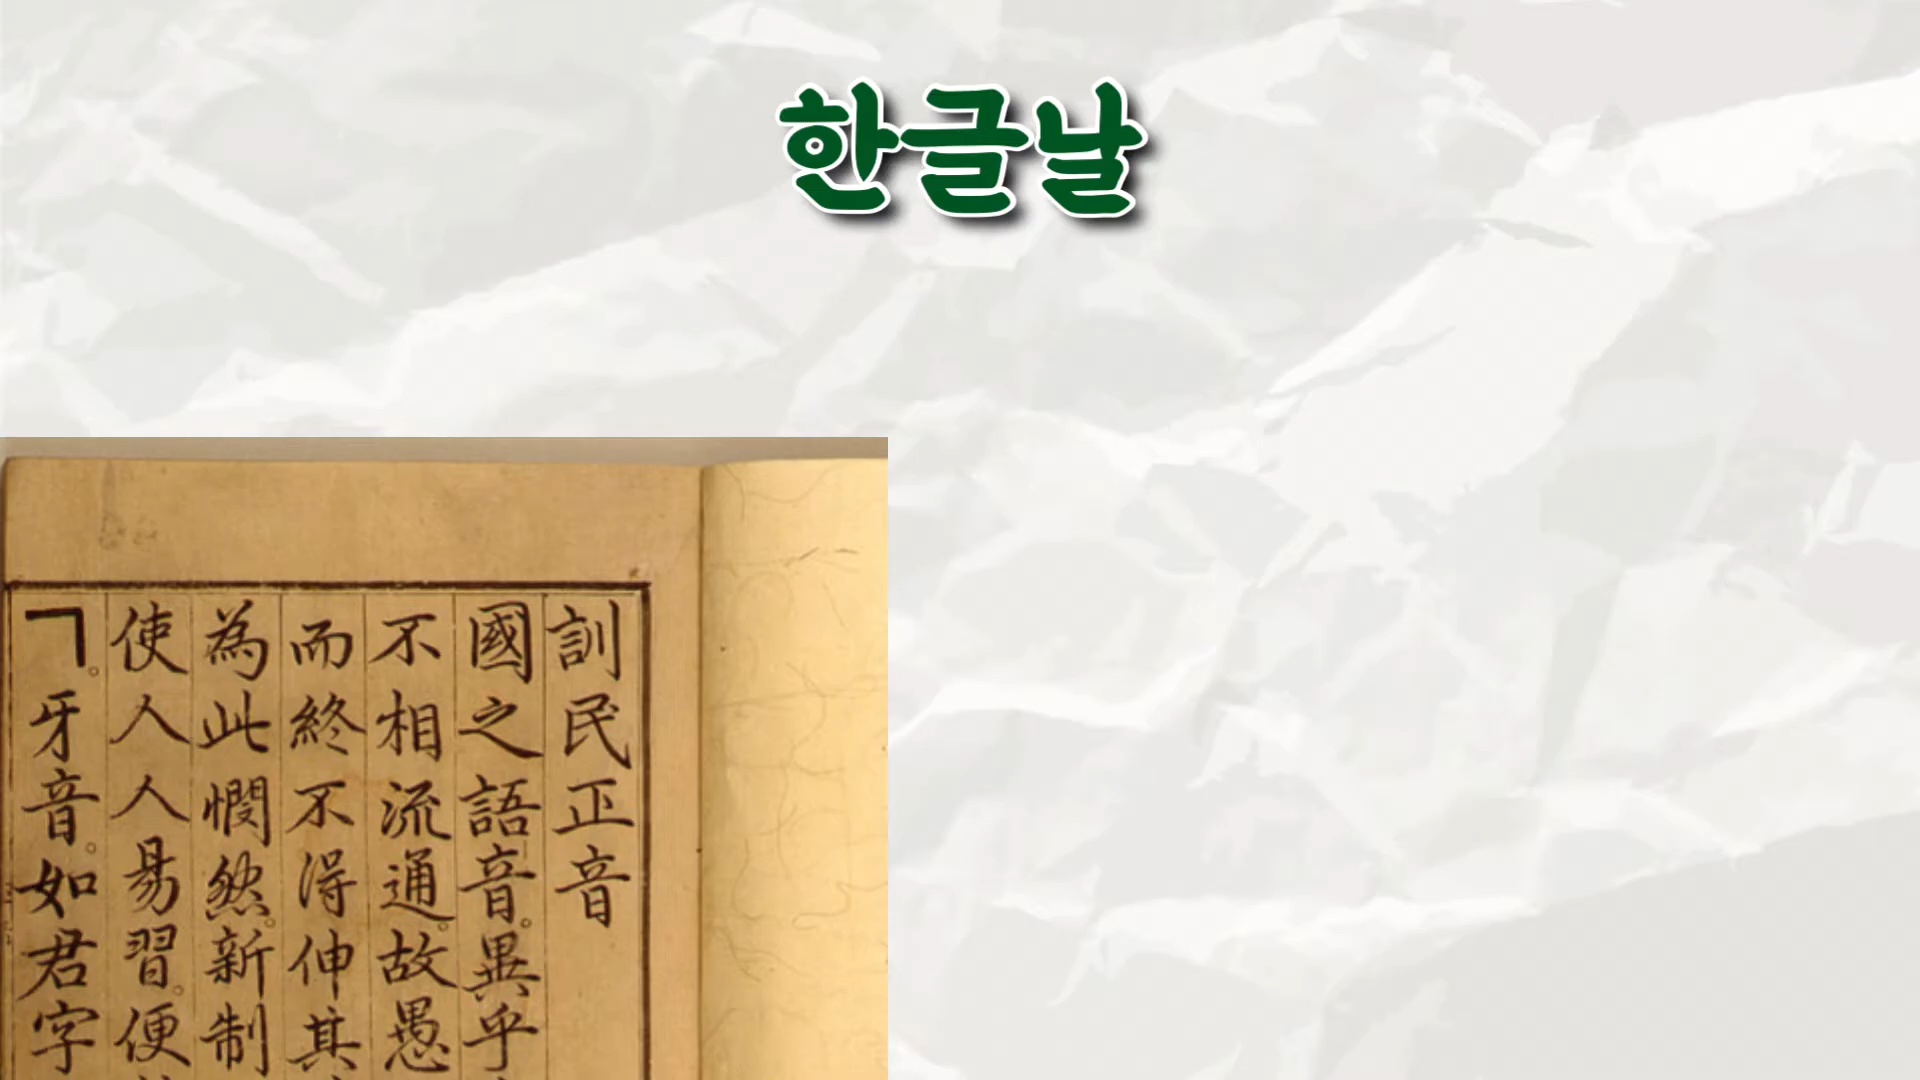 한글날
訓民正音
國之語音。異乎
不相流通。故愚
而終不得伸其
為此憫然。新制
使人人易習。便
ㄱ。牙音。如君字